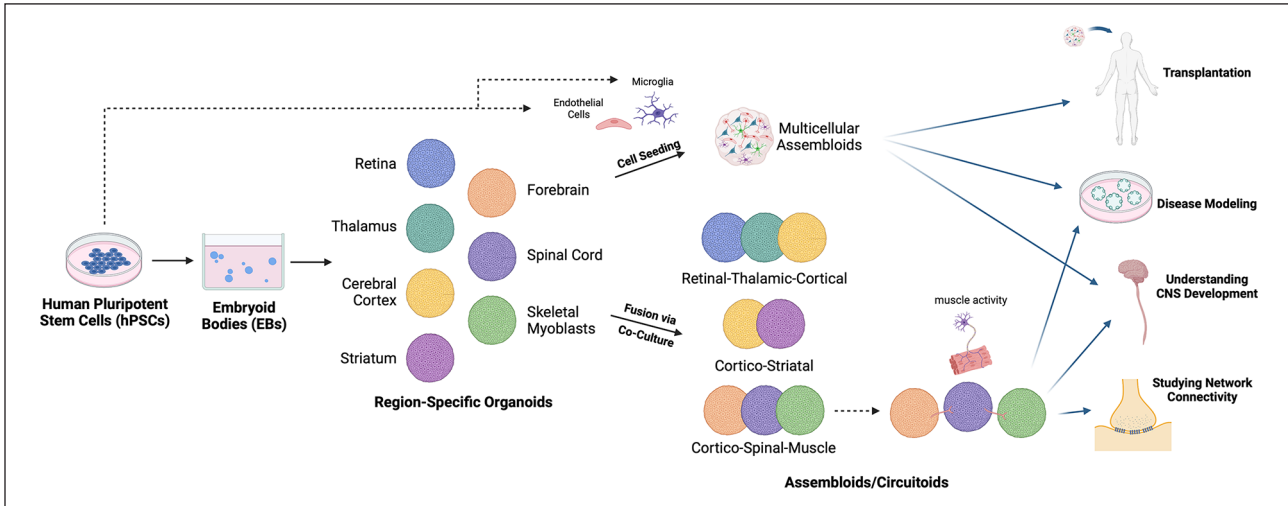 Human Pluripotent
Stem Cells (hPSCs)
Embryoid
Bodies (EBs)
Retina
Forebrain
Thalamus
Spinal Cord
Cerebral
Cortex
Skeletal
Myoblasts
Striatum
Region-Specific Organoids
Microglia
Endothelial
Cells
Cell Seeding
Fusion via
Co-Culture
Multicellular
Assembloids
Retinal-Thalamic-Cortical
Cortico-Striatal
Cortico-Spinal-Muscle
muscle activity
Assembloids/Circuitoids
Transplantation
Disease Modeling
Understanding
CNS Development
Studying Network
Connectivity